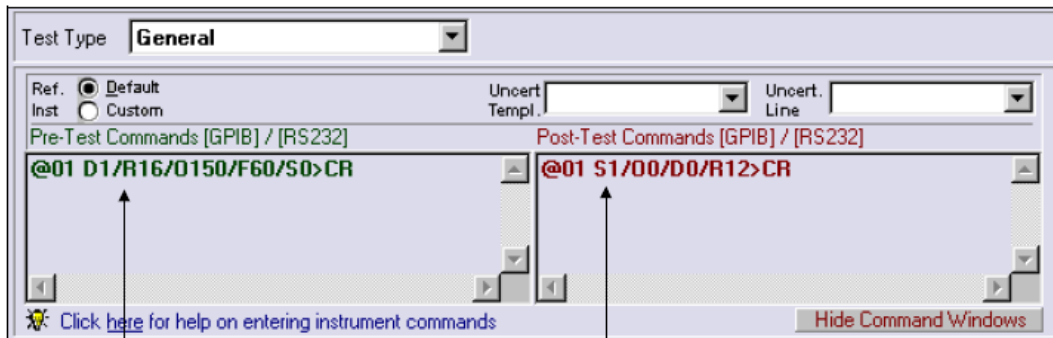 Test Type General
Ref. Inst Default Custom
Uncert Templ. Uncert. Line
Pre-Test Commands [GPIB] / [RS232] Post-Test Commands [GPIB] / [RS232]
@01 D1/R16/O150/F60/S0>CR @01 S1/O0/D0/R12>CR
Click here for help on entering instrument commands Hide Command Windows